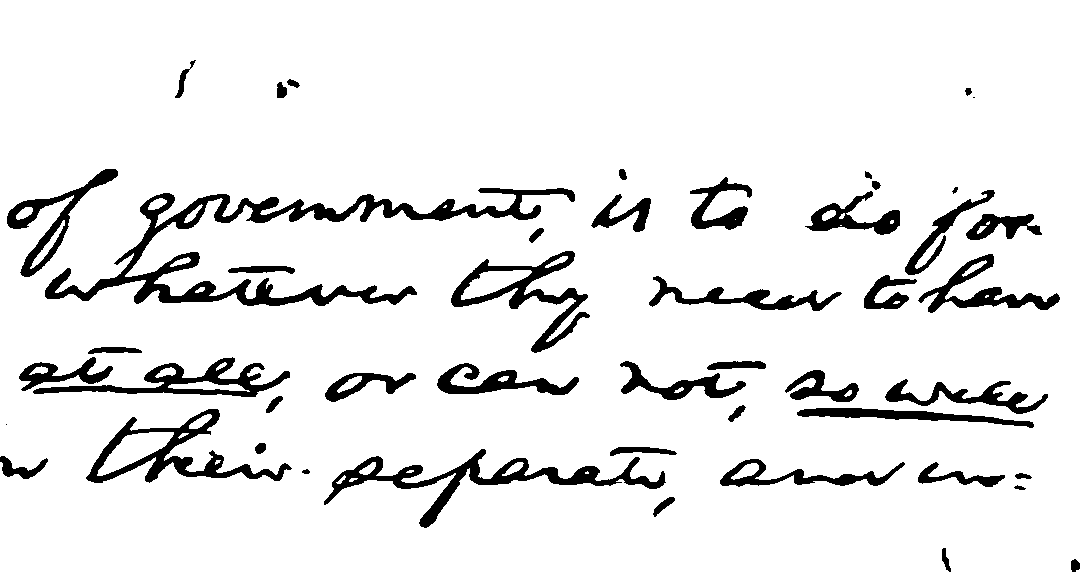 of government, is to do for
whatever they need to have
at all, or can not, so well
n their separate, and in=